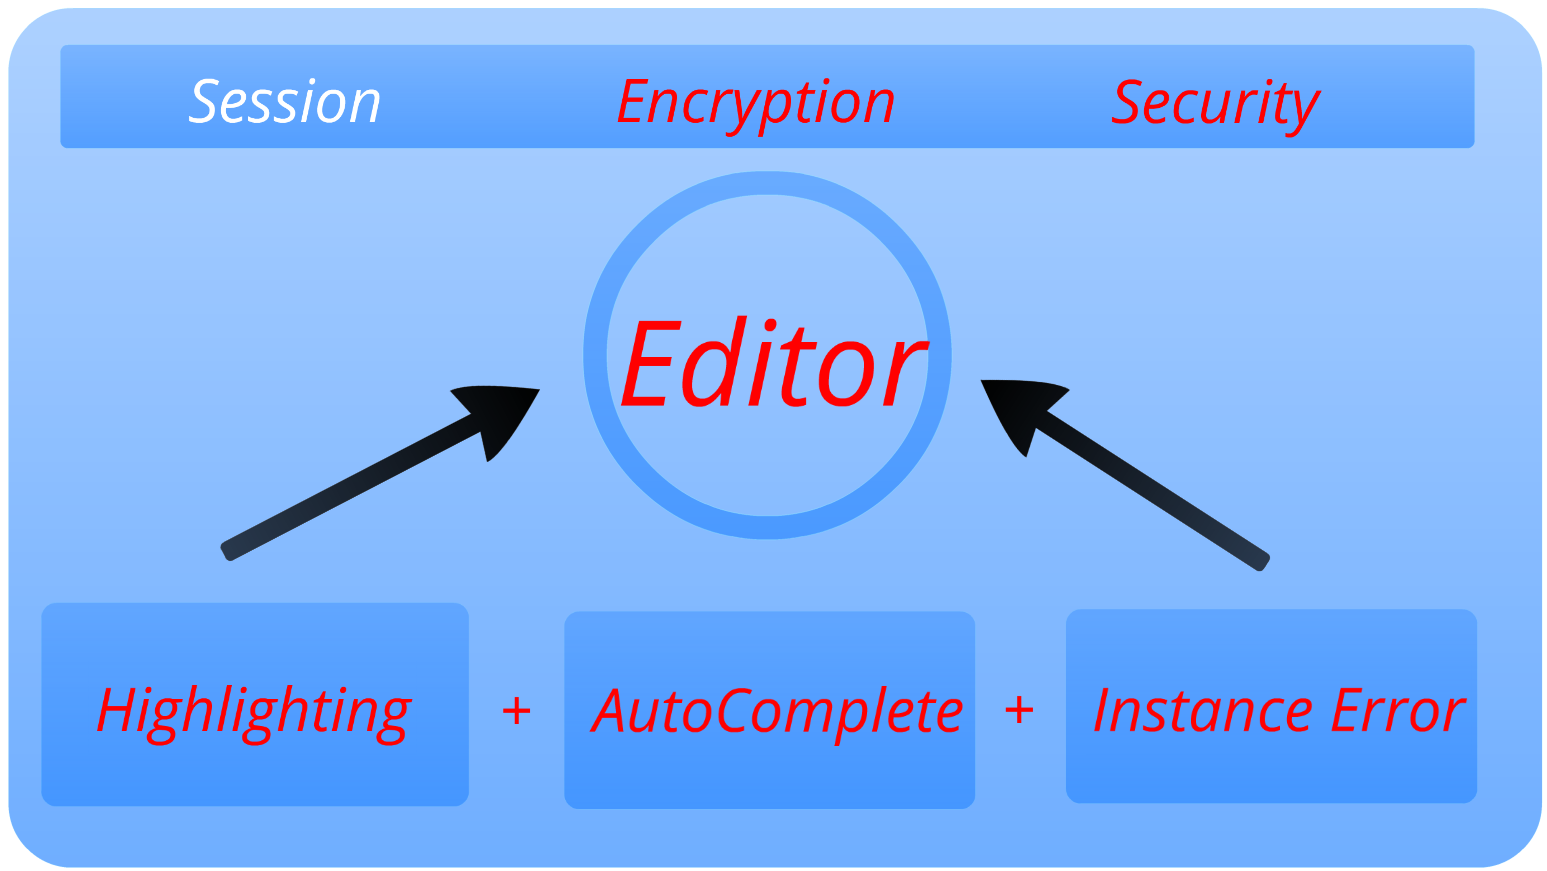 Session Encryption Security
Editor
Highlighting + AutoComplete + Instance Error